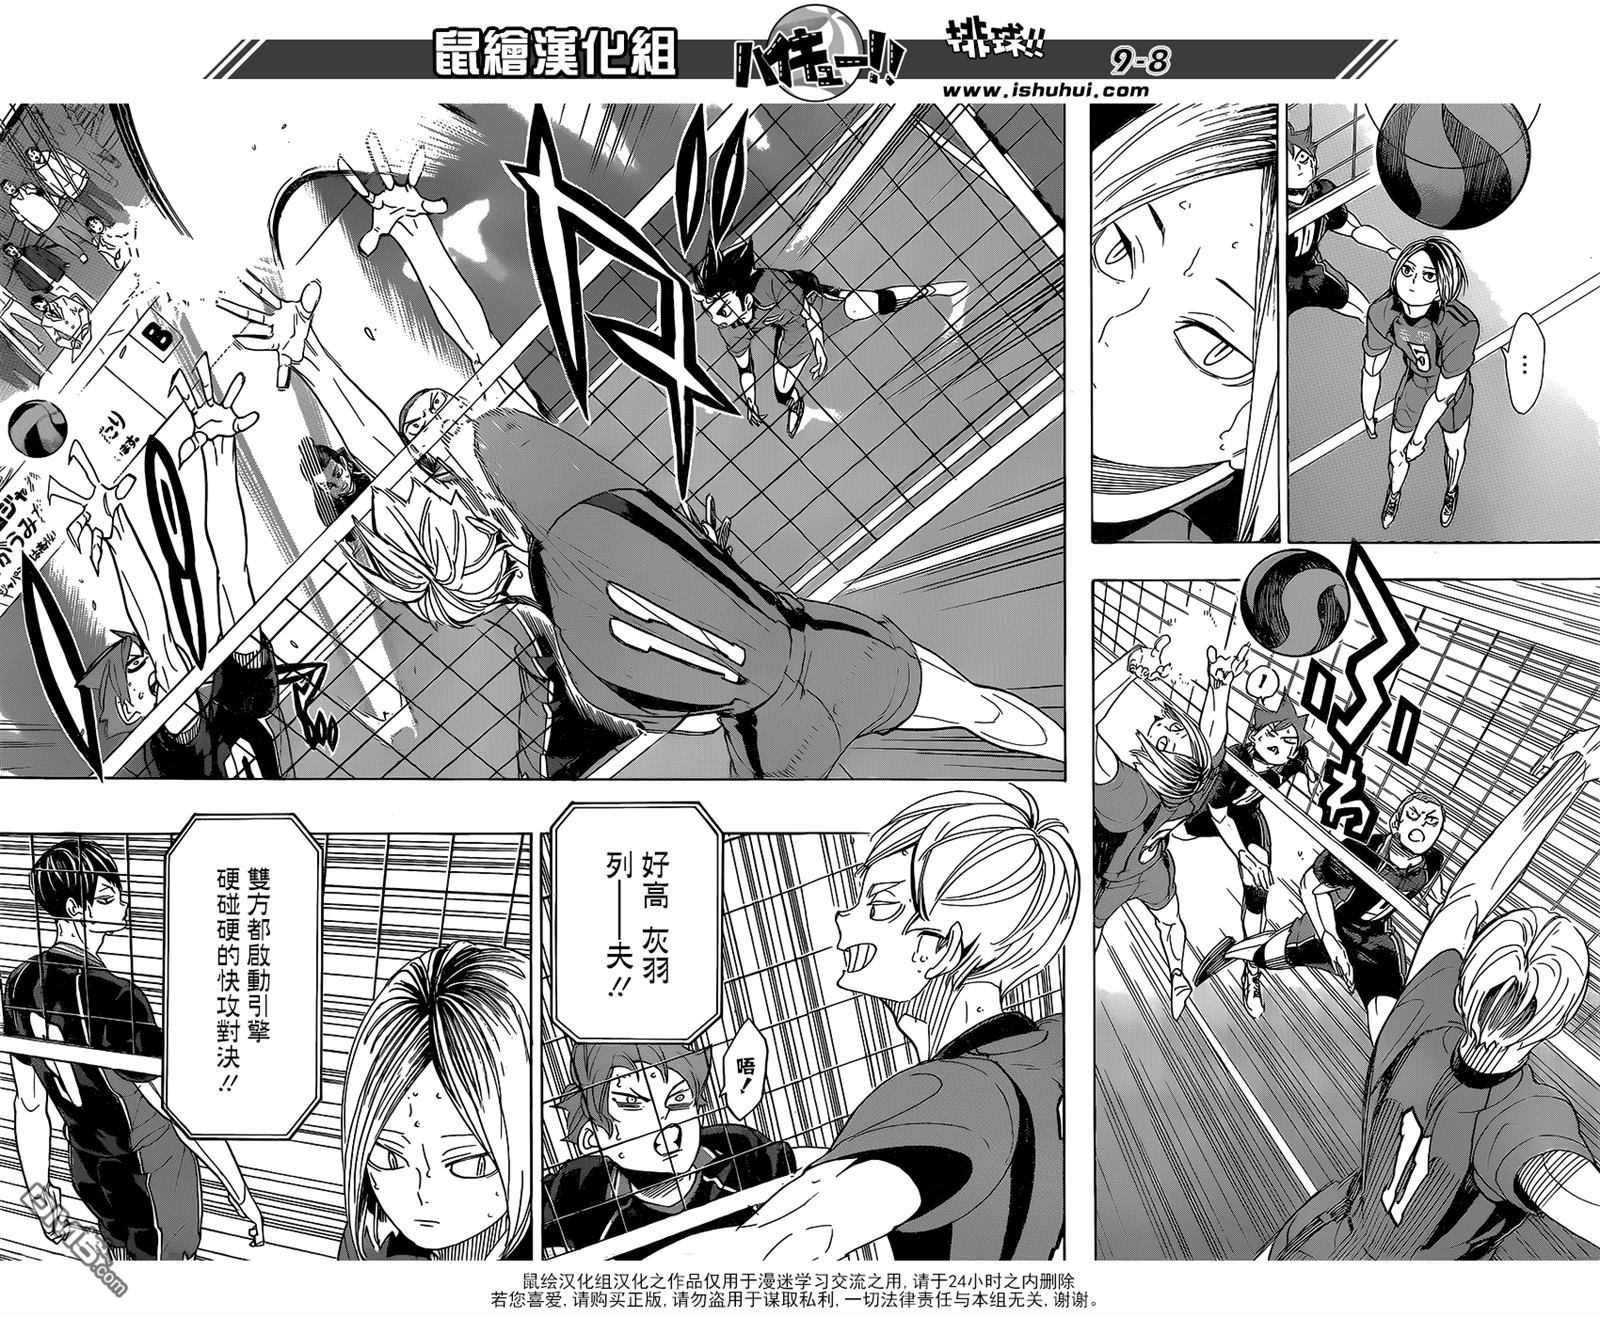 鼠繪漢化組
ハイキュー!!
排球!!
9-8
www.ishuhui.com
…
!
ふわ
ドパッ
B
好高 灰羽
列——夫!!
唔!
雙方都啟動引擎
硬碰硬的快攻對決!!
鼠绘汉化组汉化之作品仅用于漫迷学习交流之用,请于24小时之内删除
若您喜爱,请购买正版,请勿盗用于谋取私利,一切法律责任与本组无关,谢谢。